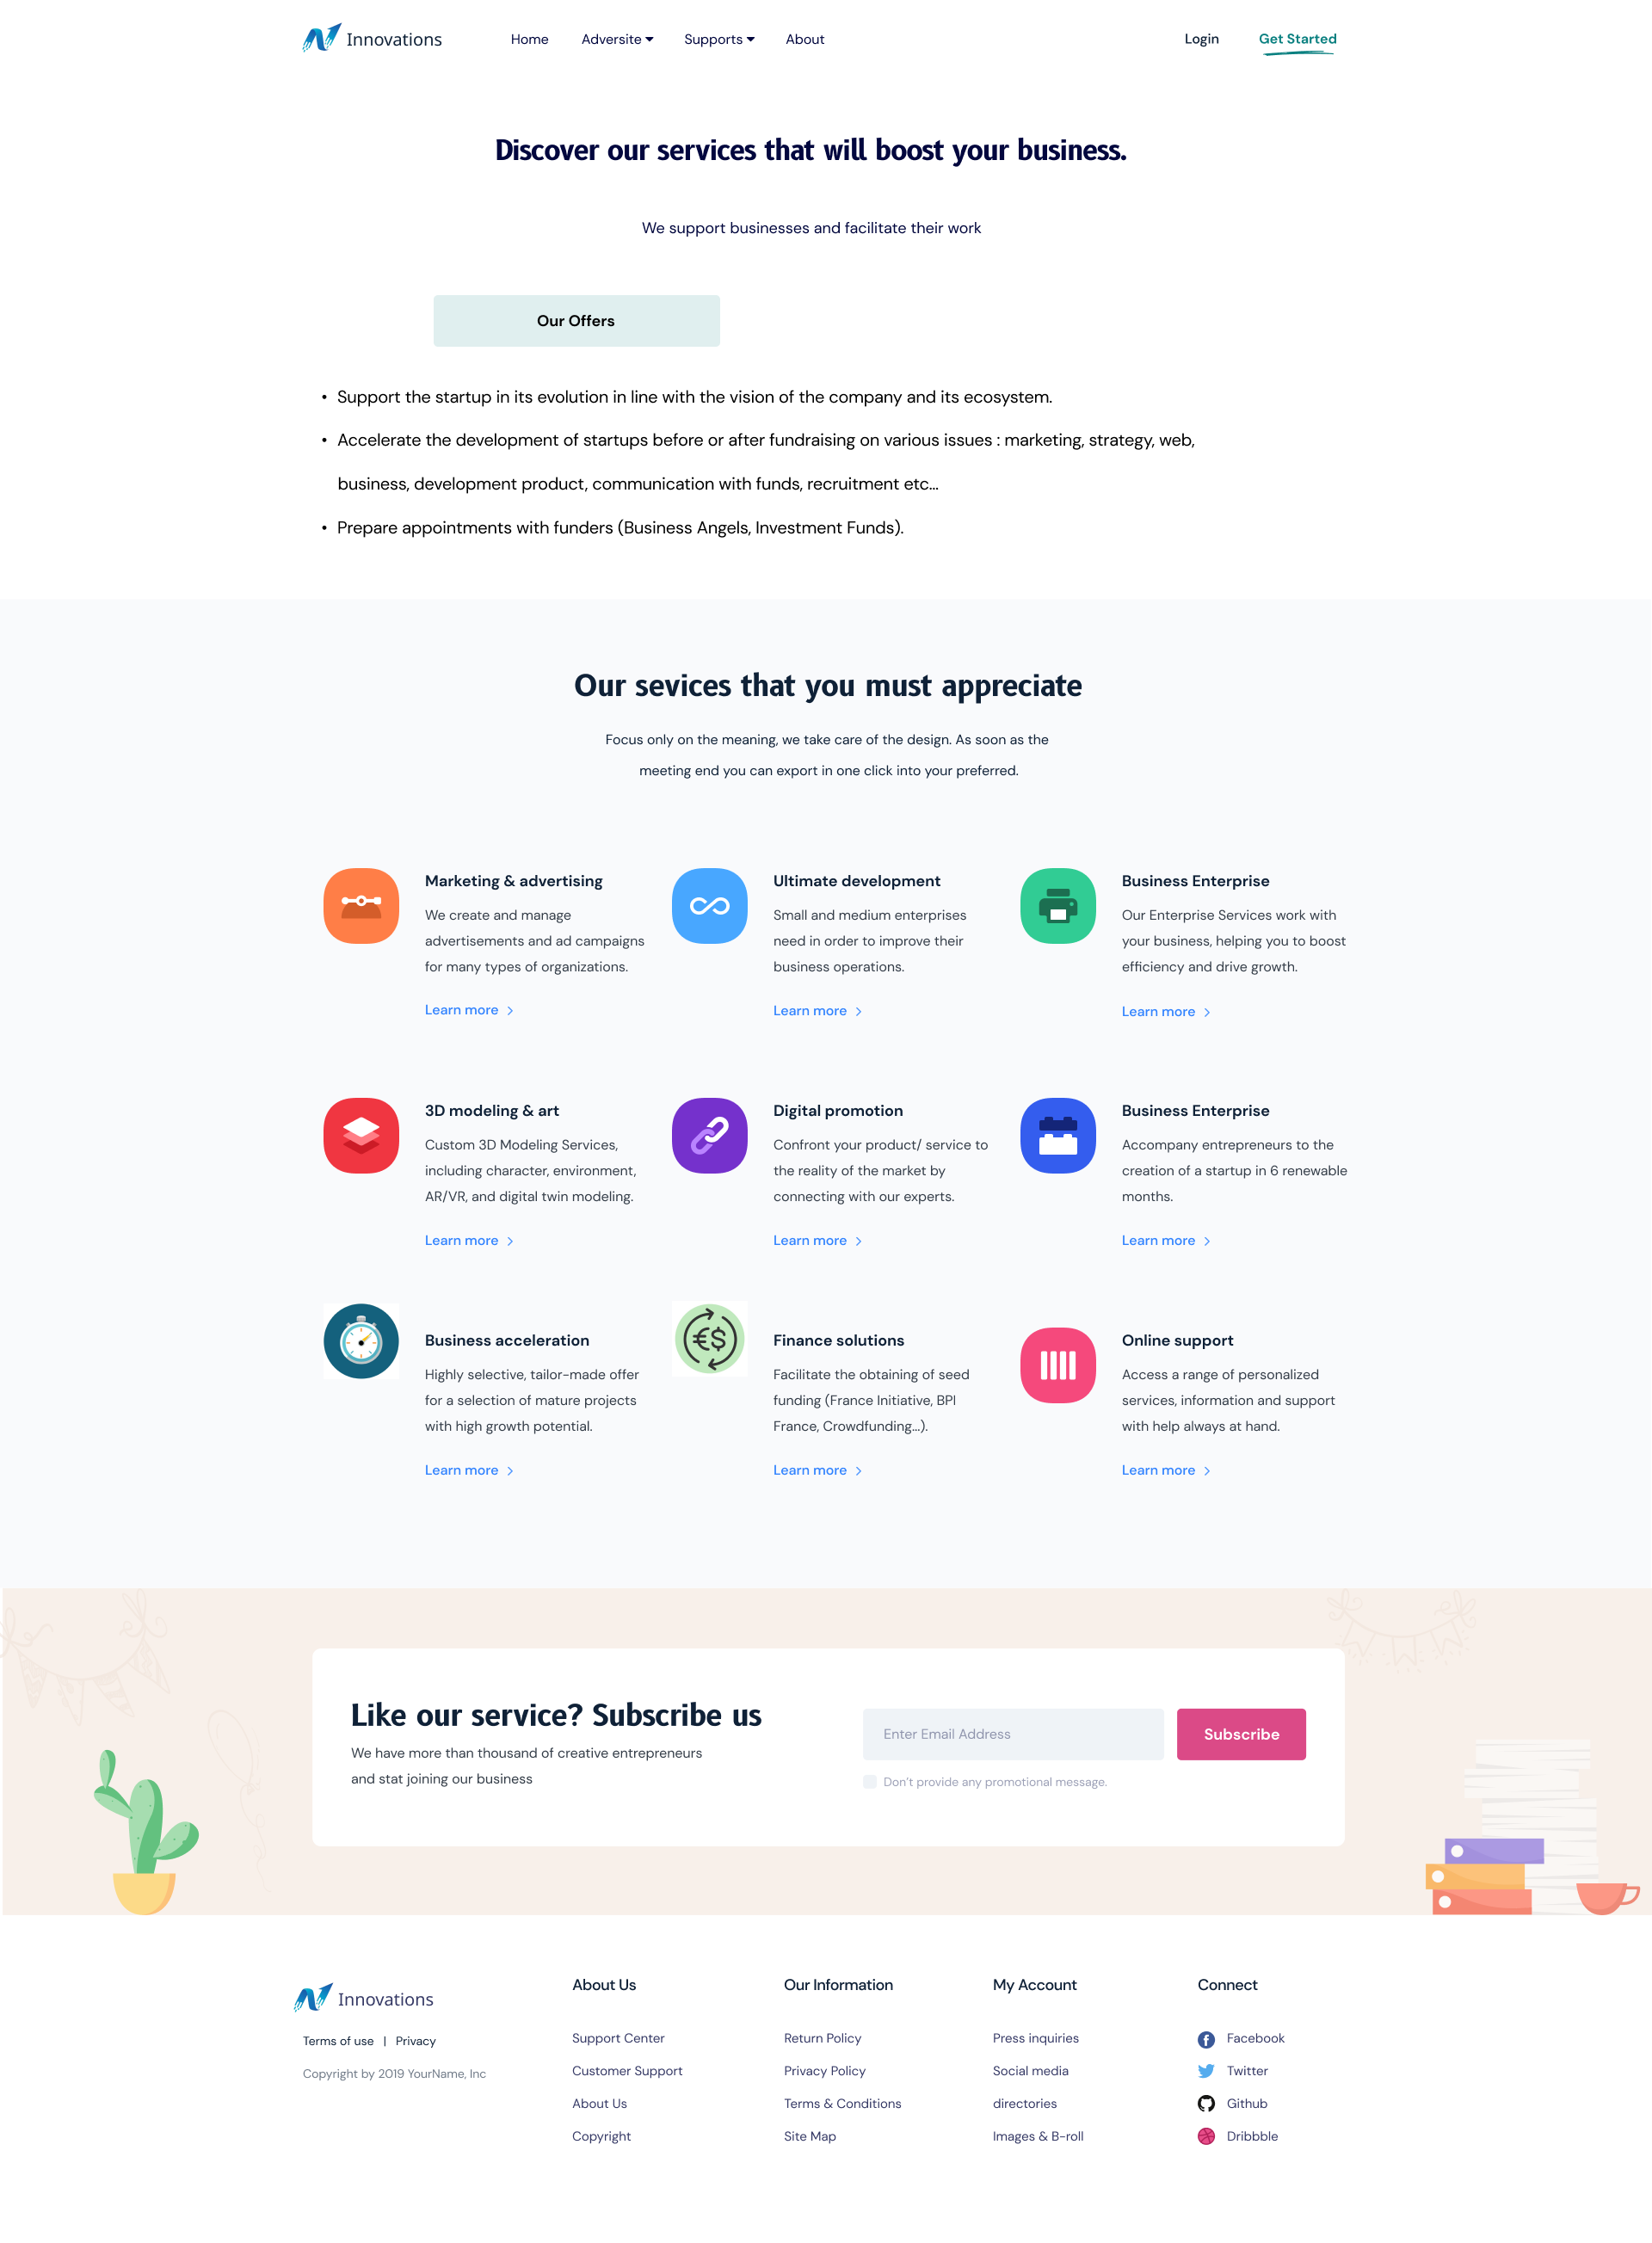 Innovations
Home
Adversite
Supports
About
Login
Get Started
Discover our services that will boost your business.
We support businesses and facilitate their work
Our Offers
• Support the startup in its evolution in line with the vision of the company and its ecosystem.
• Accelerate the development of startups before or after fundraising on various issues : marketing, strategy, web,
business, development product, communication with funds, recruitment etc...
• Prepare appointments with funders (Business Angels, Investment Funds).
Our sevices that you must appreciate
Focus only on the meaning, we take care of the design. As soon as the
meeting end you can export in one click into your preferred.
Marketing & advertising
We create and manage
advertisements and ad campaigns
for many types of organizations.
Learn more
Ultimate development
Small and medium enterprises
need in order to improve their
business operations.
Learn more
Business Enterprise
Our Enterprise Services work with
your business, helping you to boost
efficiency and drive growth.
Learn more
3D modeling & art
Custom 3D Modeling Services,
including character, environment,
AR/VR, and digital twin modeling.
Learn more
Digital promotion
Confront your product/ service to
the reality of the market by
connecting with our experts.
Learn more
Business Enterprise
Accompany entrepreneurs to the
creation of a startup in 6 renewable
months.
Learn more
Business acceleration
Highly selective, tailor-made offer
for a selection of mature projects
with high growth potential.
Learn more
€$
Finance solutions
Facilitate the obtaining of seed
funding (France Initiative, BPI
France, Crowdfunding...).
Learn more
Online support
Access a range of personalized
services, information and support
with help always at hand.
Learn more
Like our service? Subscribe us
We have more than thousand of creative entrepreneurs
and stat joining our business
Enter Email Address
Subscribe
Don't provide any promotional message.
Innovations
Terms of use | Privacy
Copyright by 2019 YourName, Inc
About Us
Support Center
Customer Support
About Us
Copyright
Our Information
Return Policy
Privacy Policy
Terms & Conditions
Site Map
My Account
Press inquiries
Social media
directories
Images & B-roll
Connect
Facebook
Twitter
Github
Dribbble